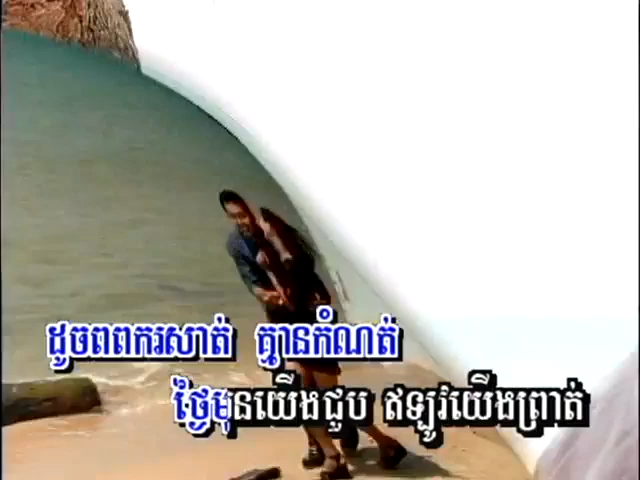 ដូចពពករសាត់ គ្មានកំណត់
ថ្ងៃមុនយើងជួប ឥឡូវយើងព្រាត់